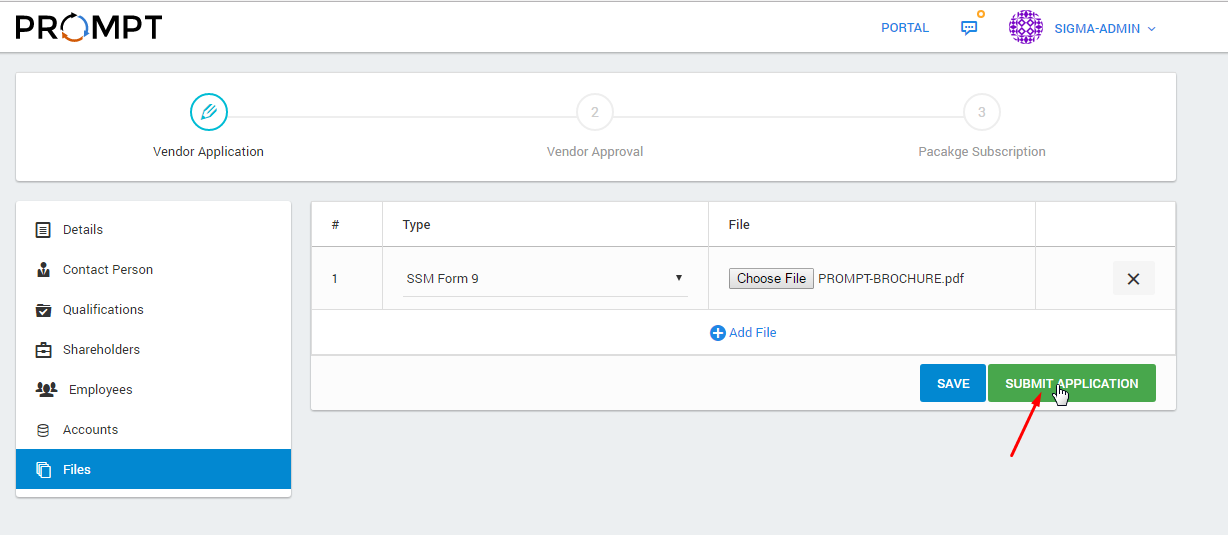 PROMPT
PORTAL
SIGMA-ADMIN
2
3
Vendor Application
Vendor Approval
Pacakge Subscription
Details
Contact Person
Qualifications
Shareholders
Employees
Accounts
Files
# Type File
1 SSM Form 9 Choose File PROMPT-BROCHURE.pdf
Add File
SAVE SUBMIT APPLICATION